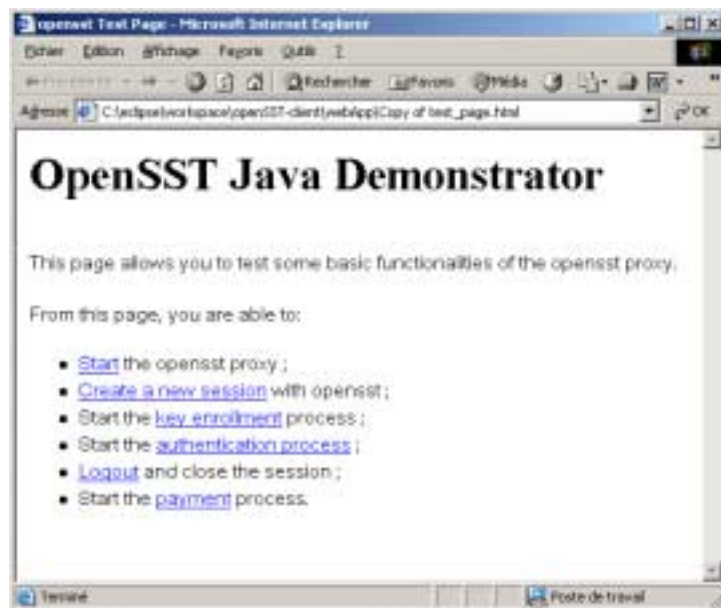 opensst Test Page - Microsoft Internet Explorer
Fichier Edition Affichage Favoris Outils ?
Rechercher Favoris Média
Adresse C:\eclipse\workspace\openSST-client\webApp\Copy of test_page.html OK
OpenSST Java Demonstrator
This page allows you to test some basic functionalities of the opensst proxy.
From this page, you are able to:
Start the opensst proxy ;
Create a new session with opensst ;
Start the key enrollment process ;
Start the authentication process ;
Logout and close the session ;
Start the payment process.
Terminé Poste de travail